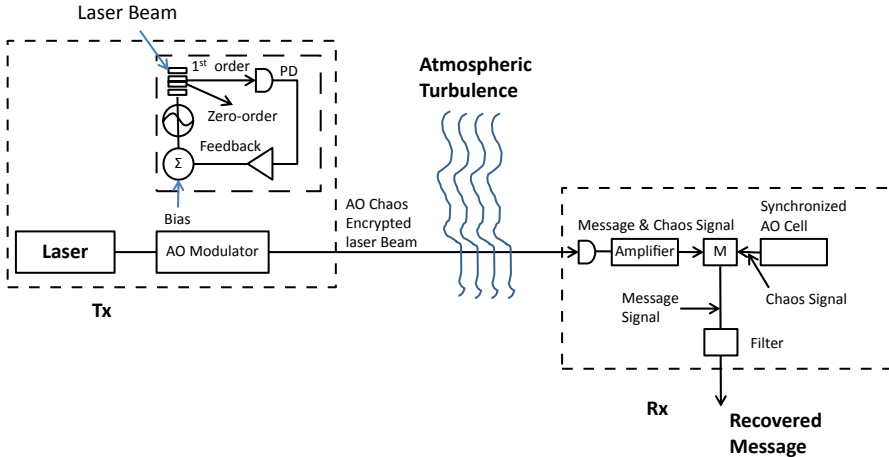 Laser Beam
1st order
PD
Zero-order
Feedback
Σ
Bias
Laser
AO Modulator
Tx
AO Chaos
Encrypted
laser Beam
Atmospheric
Turbulence
Message & Chaos Signal
Synchronized
AO Cell
Amplifier
M
Message
Signal
Chaos Signal
Filter
Rx
Recovered
Message